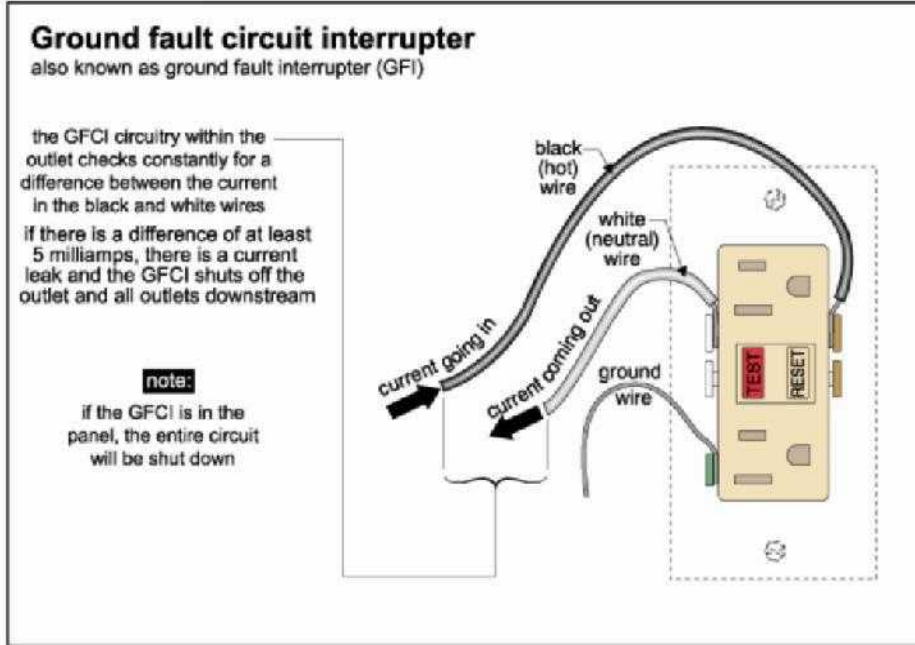 Ground fault circuit interrupter
also known as ground fault interrupter (GFI)
the GFCI circuitry within the
outlet checks constantly for a
difference between the current
in the black and white wires
if there is a difference of at least
5 milliamps, there is a current
leak and the GFCI shuts off the
outlet and all outlets downstream
note:
if the GFCI is in the
panel, the entire circuit
will be shut down
black
(hot)
wire
white
(neutral)
wire
current going in
current coming out
ground
wire
TEST
RESET